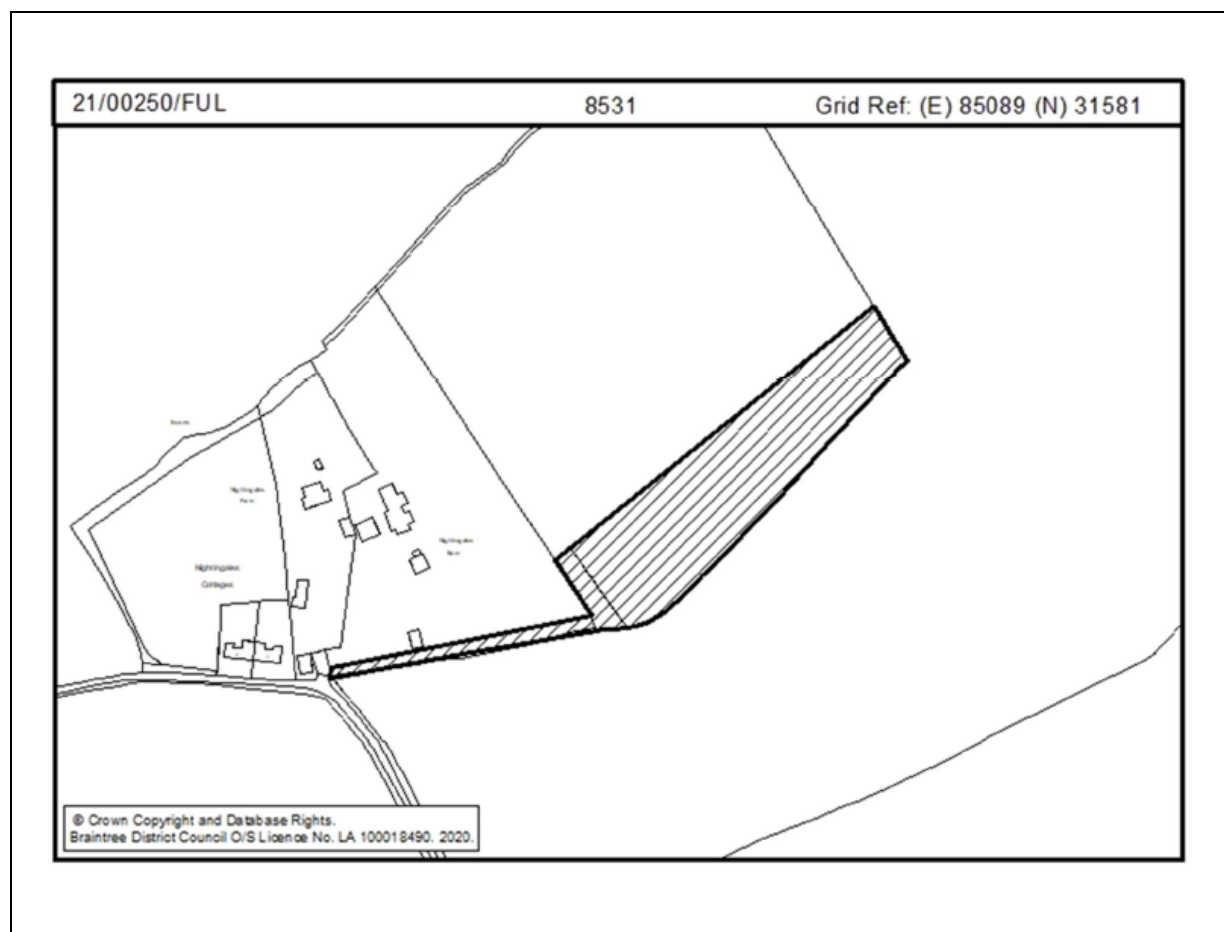 21/00250/FUL
8531
Grid Ref: (E) 85089 (N) 31581
Nightingales
Cottages
© Crown Copyright and Database Rights.
Braintree District Council O/S Licence No. LA 100018490. 2020.